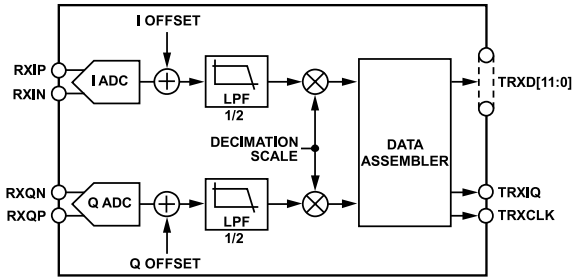 I OFFSET
RXIP
RXIN
I ADC
LPF
1/2
TRXD[11:0]
DECIMATION
SCALE
DATA
ASSEMBLER
RXQN
RXQP
Q ADC
LPF
1/2
TRXIQ
TRXCLK
Q OFFSET